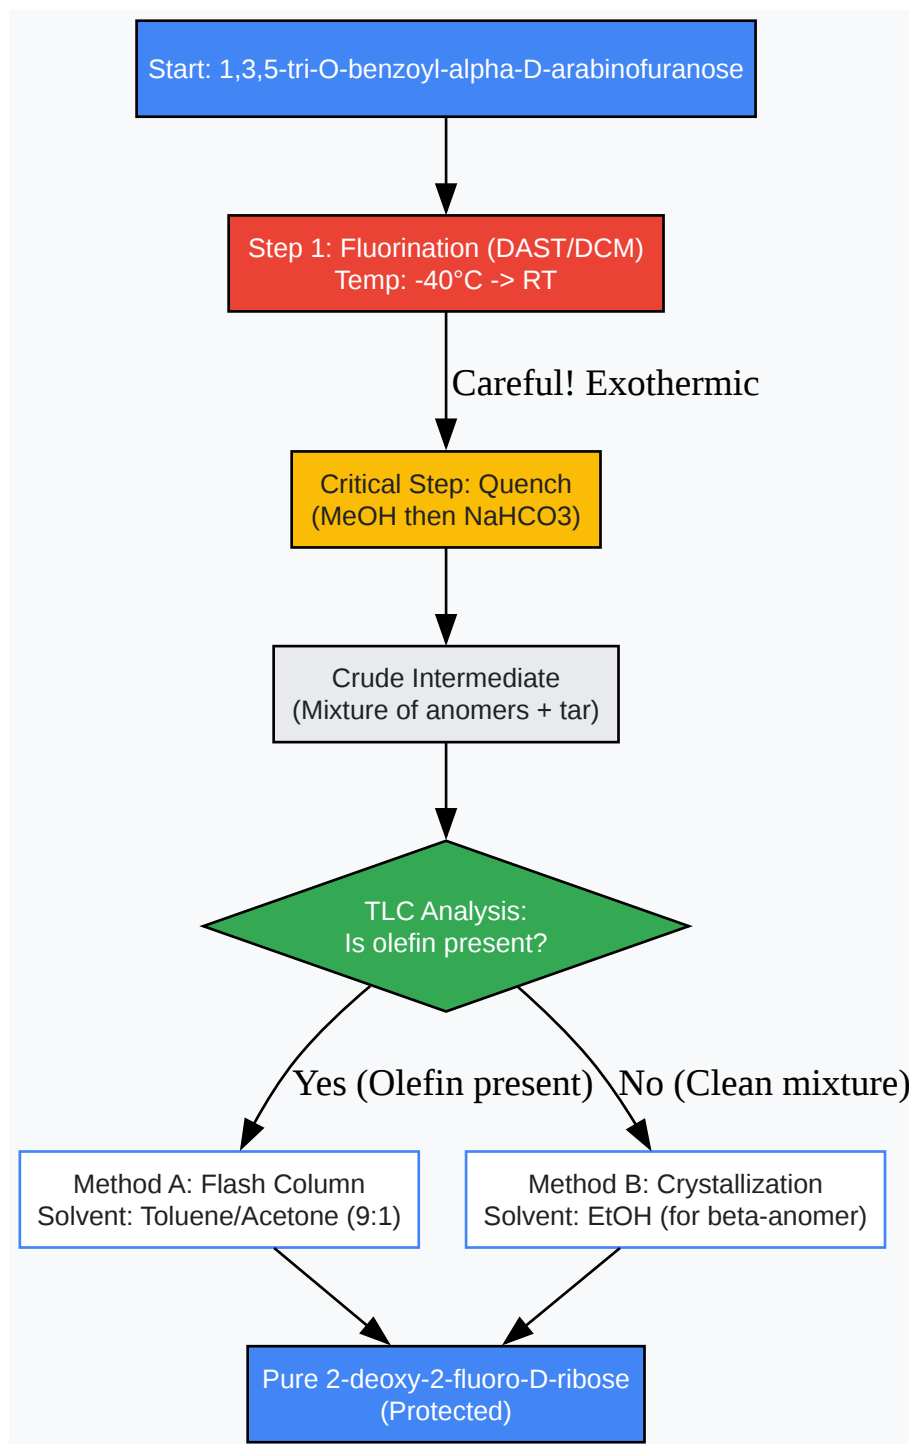 Start: 1,3,5-tri-O-benzoyl-alpha-D-arabinofuranose
Step 1: Fluorination (DAST/DCM)
Temp: -40°C -> RT
Careful! Exothermic
Critical Step: Quench
(MeOH then NaHCO3)
Crude Intermediate
(Mixture of anomers + tar)
TLC Analysis:
Is olefin present?
Yes (Olefin present)
No (Clean mixture)
Method A: Flash Column
Solvent: Toluene/Acetone (9:1)
Method B: Crystallization
Solvent: EtOH (for beta-anomer)
Pure 2-deoxy-2-fluoro-D-ribose
(Protected)